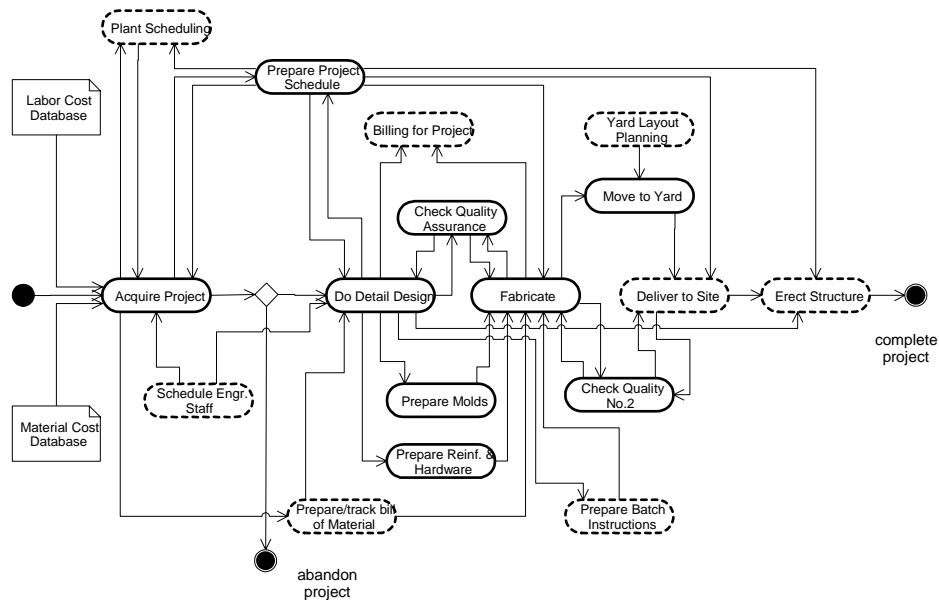 Plant Scheduling
Prepare Project
Schedule
Labor Cost
Database
Billing for Project
Yard Layout
Planning
Move to Yard
Check Quality
Assurance
Acquire Project
Do Detail Design
Fabricate
Deliver to Site
Erect Structure
complete
project
Schedule Engr.
Staff
Prepare Molds
Check Quality
No.2
Material Cost
Database
Prepare Reinf. &
Hardware
Prepare/track bill
of Material
Prepare Batch
Instructions
abandon
project